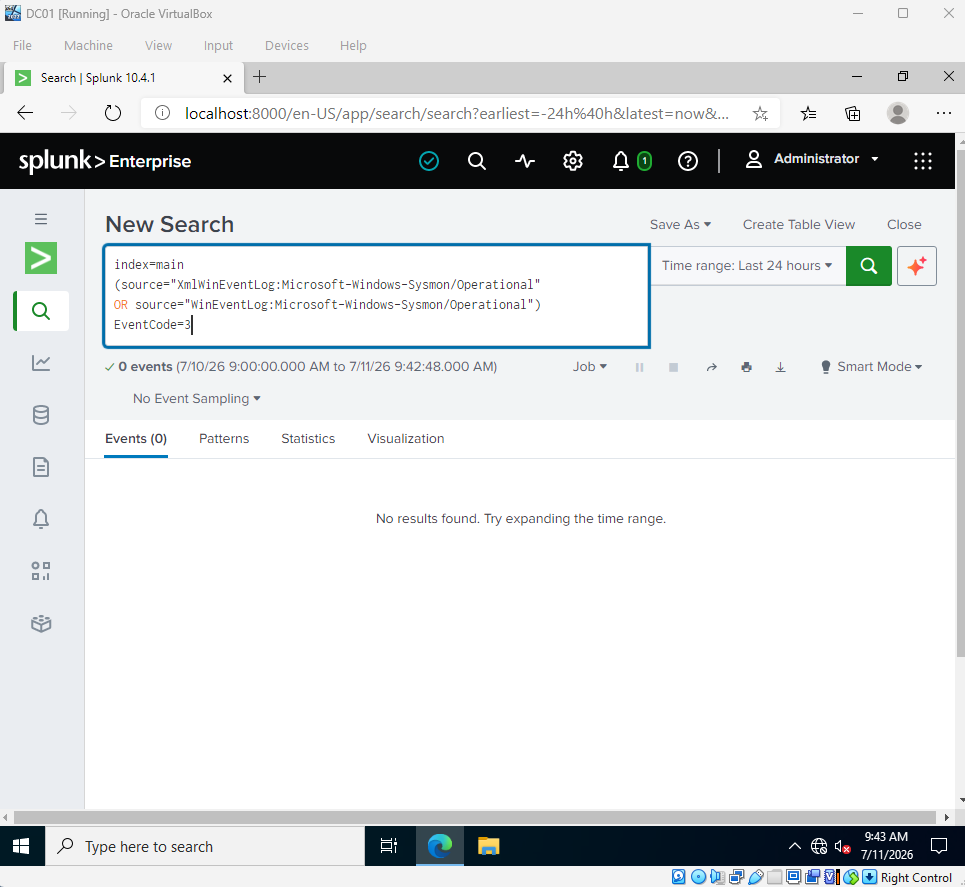 DC01 [Running] - Oracle VirtualBox
File Machine View Input Devices Help
Search | Splunk 10.4.1
localhost:8000/en-US/app/search/search?earliest=-24h%40h&latest=now&...
splunk> Enterprise
1
Administrator
New Search
Save As
Create Table View
Close
index=main
(source="XmlWinEventLog:Microsoft-Windows-Sysmon/Operational"
OR source="WinEventLog:Microsoft-Windows-Sysmon/Operational")
EventCode=3
Time range: Last 24 hours
0 events (7/10/26 9:00:00.000 AM to 7/11/26 9:42:48.000 AM)
Job
Smart Mode
No Event Sampling
Events (0) Patterns Statistics Visualization
No results found. Try expanding the time range.
Type here to search
9:43 AM
7/11/2026
Right Control